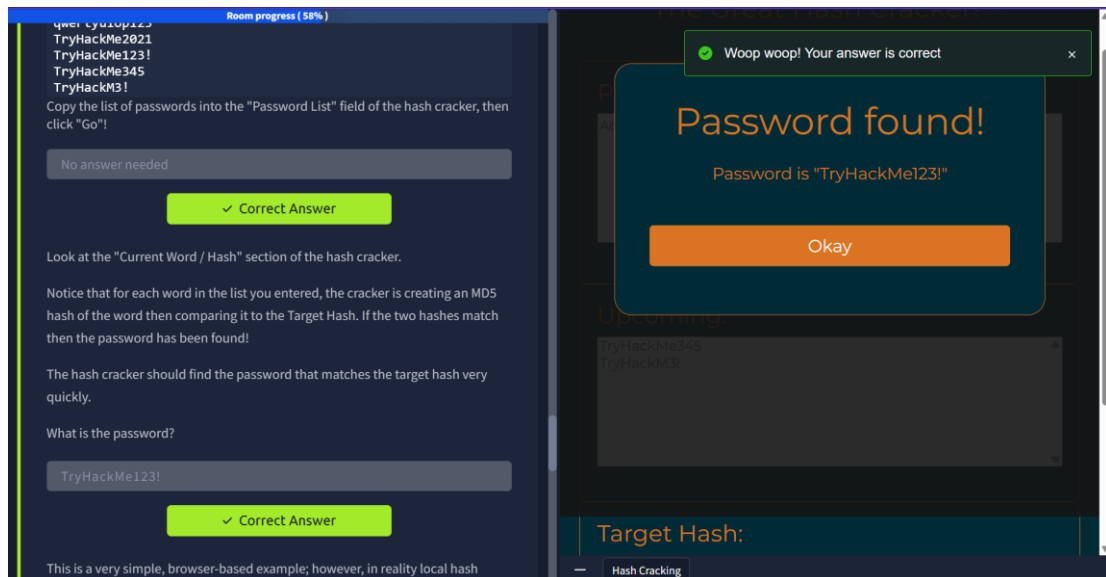 Room progress ( 58% )
qwertyuiop123
TryHackMe2021
TryHackMe123!
TryHackMe345
TryHackM3!
Copy the list of passwords into the "Password List" field of the hash cracker, then
click "Go"!
No answer needed
✓ Correct Answer
Look at the "Current Word / Hash" section of the hash cracker.
Notice that for each word in the list you entered, the cracker is creating an MD5
hash of the word then comparing it to the Target Hash. If the two hashes match
then the password has been found!
The hash cracker should find the password that matches the target hash very
quickly.
What is the password?
TryHackMe123!
✓ Correct Answer
This is a very simple, browser-based example; however, in reality local hash
The Great Hash Cracker
Woop woop! Your answer is correct ×
Password found!
Password is "TryHackMe123!"
Okay
Upcoming:
TryHackMe345
TryHackM3!
Target Hash:
Hash Cracking